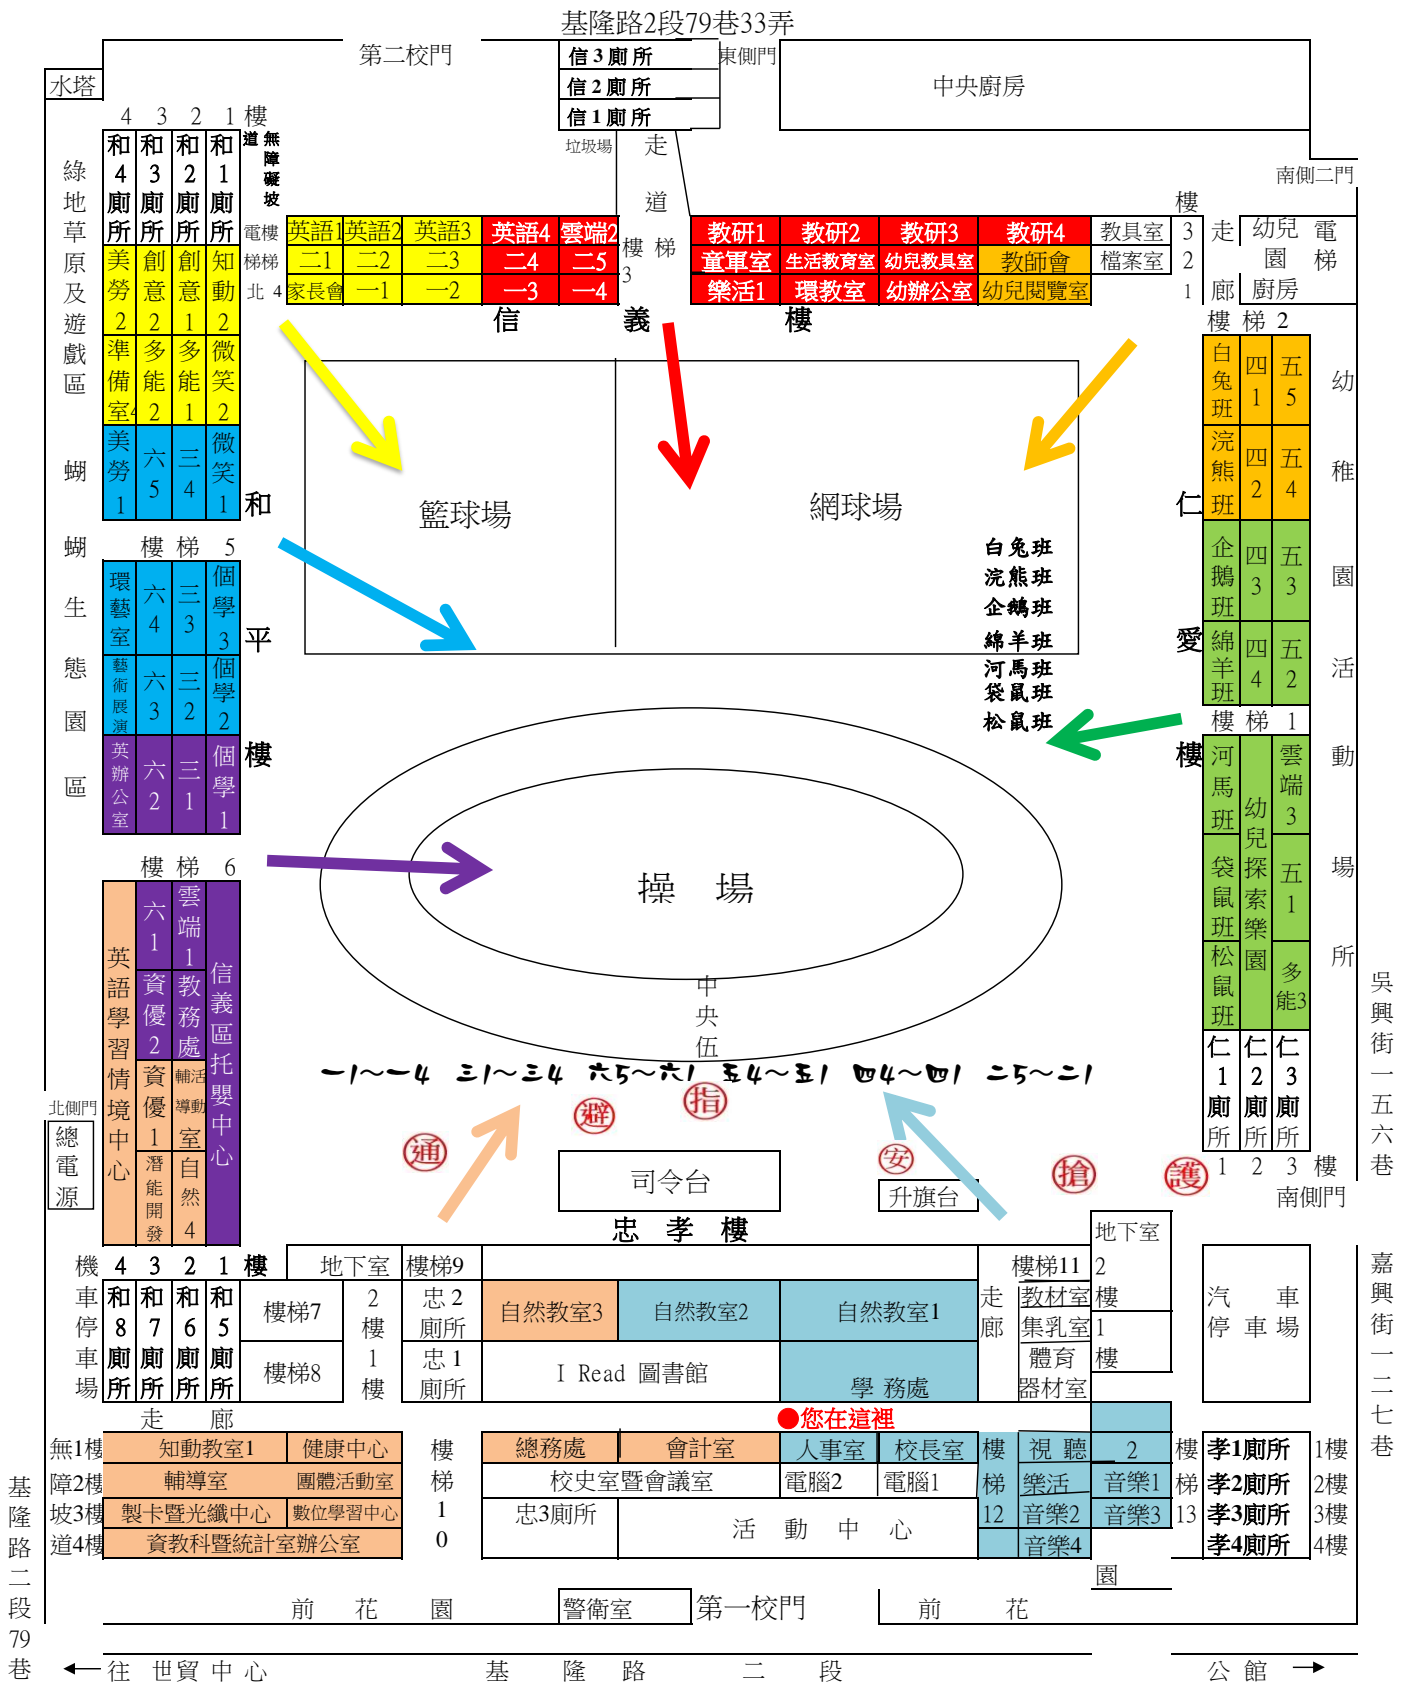 基隆路2段79巷33弄
第二校門
信3廁所
東側門
水塔
信2廁所
中央廚房
信1廁所
4 3 2 1 樓
垃圾場
走道
無障礙坡道
南側二門
綠地草原及遊戲區
和4廁所
和3廁所
和2廁所
和1廁所
電梯
樓梯
北 4
英語1 英語2 英語3 英語4 雲端2
樓梯3
教研1 教研2 教研3 教研4 教具室
二1 二2 二3 二4 二5
童軍室 生活教育室 幼兒教具室 教師會 檔案室
家長會 一1 一2 一3 一4
樂活1 環教室 幼辦公室 幼兒閱覽室
樓
3
2
1
走廊
幼兒園
廚房
電梯
信 義 樓
樓梯 2
美勞2
創意2
創意1
知動2
準備室4
多能2
多能1
微笑2
美勞1
六5
三4
微笑1
樓梯 5
環藝室
六4
三3
個學3
藝術展演
六3
三2
個學2
英辦公室
六2
三1
個學1
樓梯 6
和平樓
蝴蝶生態園區
籃球場
網球場
白兔班
浣熊班
企鵝班
綿羊班
河馬班
袋鼠班
松鼠班
仁愛樓
白兔班
四1
五5
浣熊班
四2
五4
企鵝班
四3
五3
綿羊班
四4
五2
樓梯 1
河馬班
幼兒探索樂園
雲端3
袋鼠班
五1
松鼠班
多能3
仁1廁所
仁2廁所
仁3廁所
1 2 3 樓
幼稚園活動場所
吳興街一五六巷
南側門
操 場
中央伍
一1～一4 三1～三4 六5～六1 五4～五1 四4～四1 二5～二1
通
避
指
安
搶
護
英語學習情境中心
六1
雲端1
信義區托嬰中心
資優2
教務處
資優1
輔導活動室
潛能開發
自然4
北側門
總電源
司令台
升旗台
忠 孝 樓
機車停車場
4 3 2 1 樓
地下室
樓梯9
樓梯11
地下室
2樓
1樓
和8廁所
和7廁所
和6廁所
和5廁所
樓梯7
2樓
忠2廁所
自然教室3
自然教室2
自然教室1
走廊
教材室
集乳室
樓梯8
1樓
忠1廁所
I Read 圖書館
學務處
體育器材室
汽車停車場
嘉興街一二七巷
走廊
●您在這裡
無障坡道
1樓
2樓
3樓
4樓
知動教室1 健康中心
輔導室 團體活動室
製卡暨光纖中心 數位學習中心
資教科暨統計室辦公室
樓梯10
總務處 會計室 人事室 校長室
校史室暨會議室 電腦2 電腦1
忠3廁所
活動中心
樓梯12
視聽 2
樂活 音樂1
音樂2 音樂3
音樂4
樓梯13
孝1廁所 1樓
孝2廁所 2樓
孝3廁所 3樓
孝4廁所 4樓
前花園
警衛室
第一校門
前花園
基隆路二段79巷
往世貿中心
基隆路二段
公館